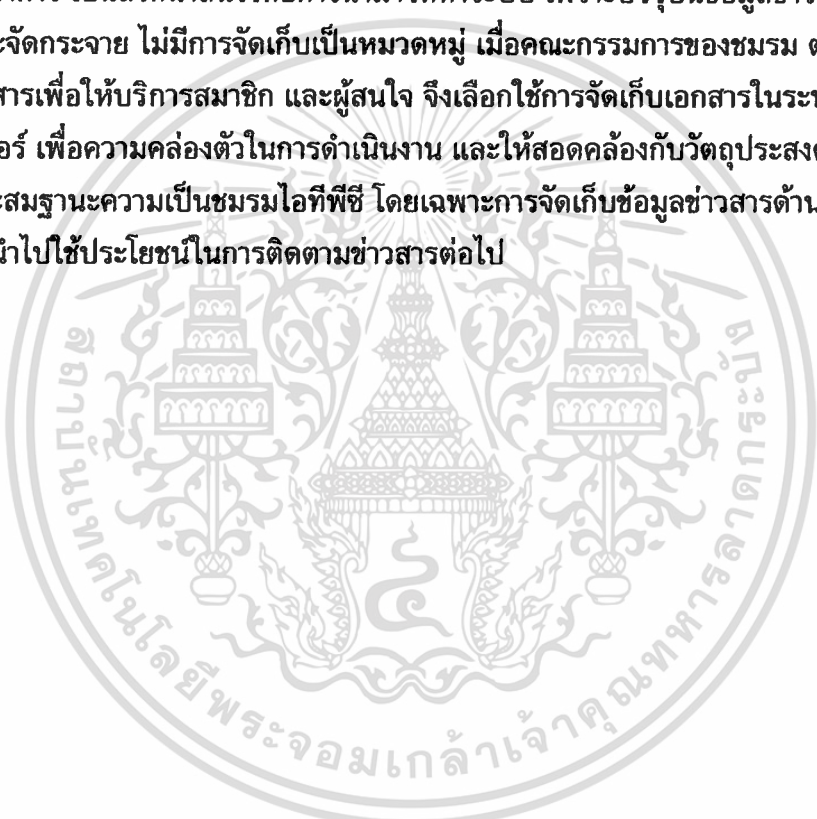 ะจัดกระจาย ไม่มีการจัดเก็บเป็นหมวดหมู่ เมื่อคณะกรรมการของชมรม ต
สารเพื่อให้บริการสมาชิก และผู้สนใจ จึงเลือกใช้การจัดเก็บเอกสารในระบ
อร์ เพื่อความคล่องตัวในการดำเนินงาน และให้สอดคล้องกับวัตถุประสงค์
ะสมฐานะความเป็นชมรมไอทีพีซี โดยเฉพาะการจัดเก็บข้อมูลข่าวสารด้าน
นำไปใช้ประโยชน์ในการติดตามข่าวสารต่อไป
สถาบันเทคโนโลยีพระจอมเกล้าเจ้าคุณทหารลาดกระบัง